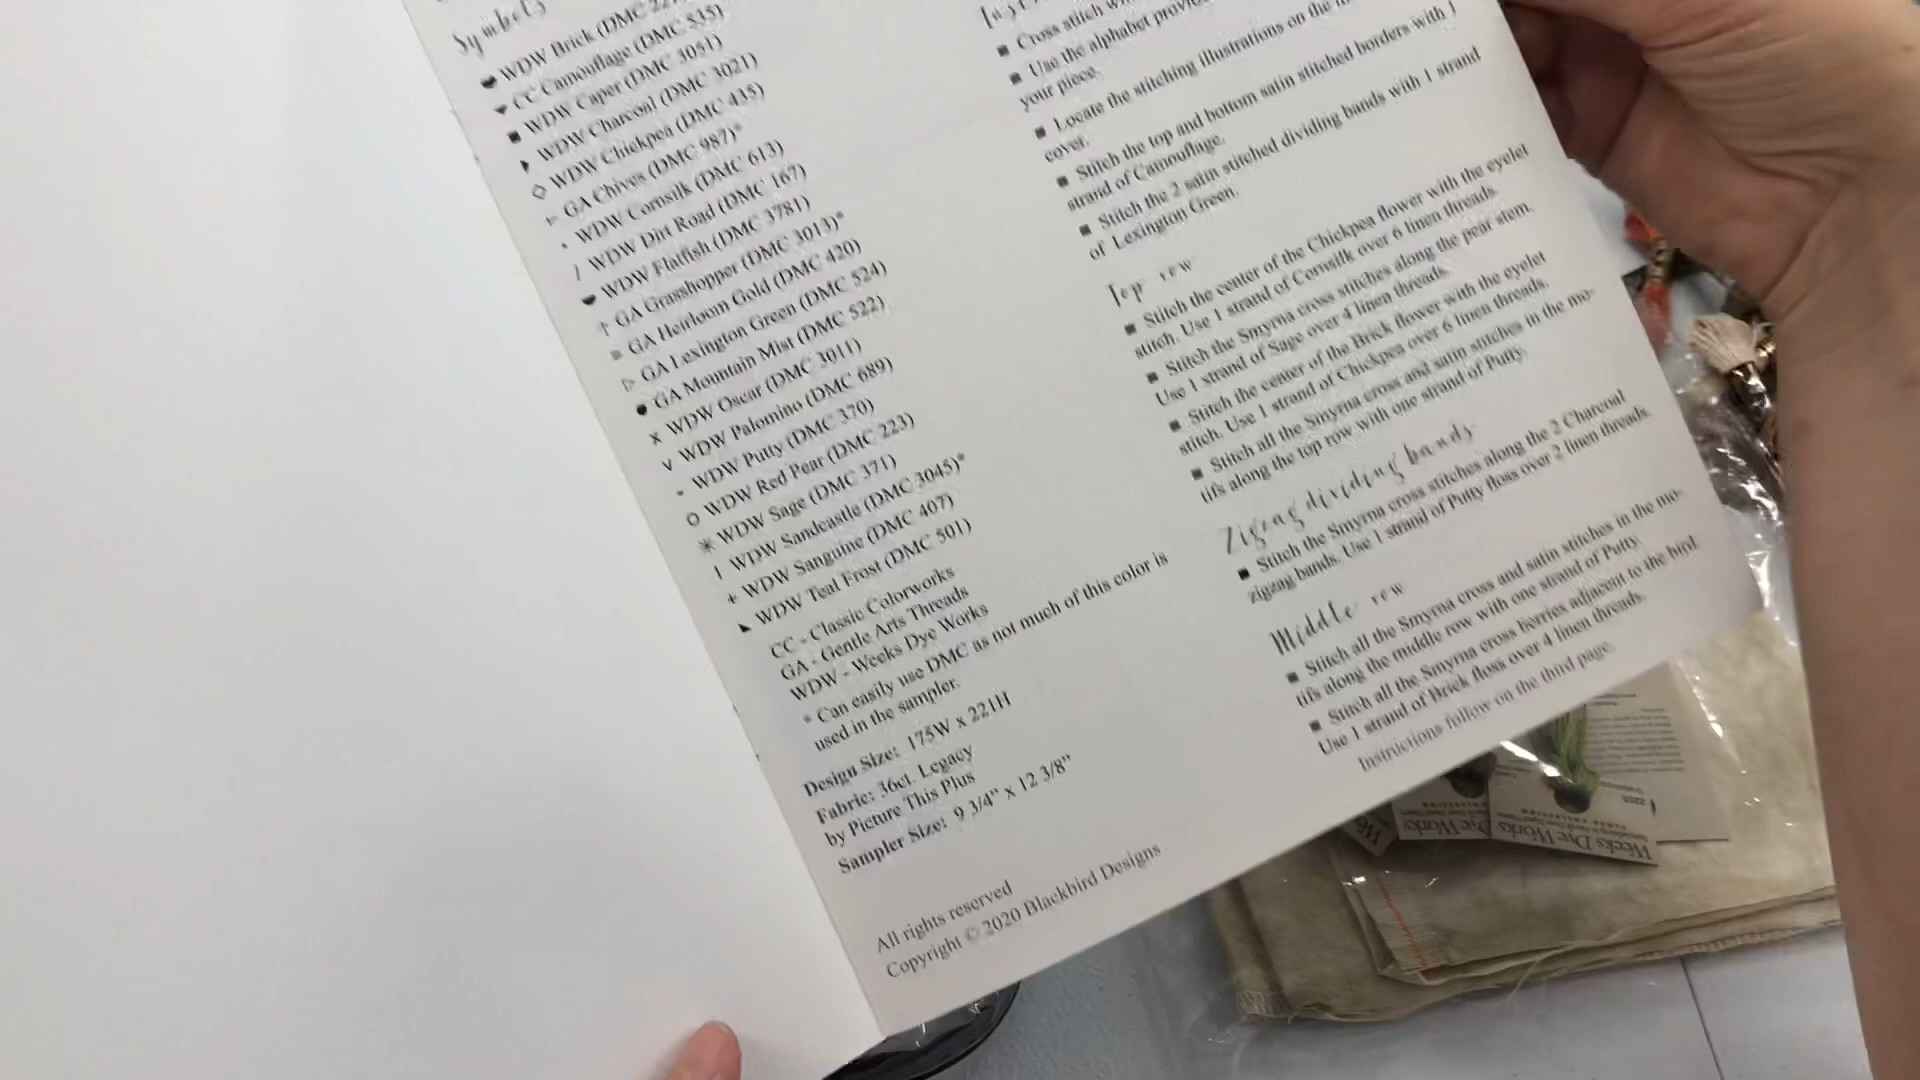 Symbols
WDW Brick (DMC
CC Camouflage (DMC 535)
WDW Caper (DMC 3051)
WDW Charcoal (DMC 3021)
WDW Chickpea (DMC 435)
GA Chives (DMC 987)*
WDW Cornsilk (DMC 613)
WDW Dirt Road (DMC 167)
WDW Flatfish (DMC 3781)
GA Grasshopper (DMC 3013)*
GA Heirloom Gold (DMC 420)
GA Lexington Green (DMC 524)
GA Mountain Mist (DMC 522)
WDW Oscar (DMC 3011)
WDW Palomino (DMC 689)
WDW Putty (DMC 370)
WDW Red Pear (DMC 223)
WDW Sage (DMC 371)
WDW Sandcastle (DMC 3045)*
WDW Sanguine (DMC 407)
WDW Teal Frost (DMC 501)
CC - Classic Colorworks
GA - Gentle Arts Threads
WDW - Weeks Dye Works
* Can easily use DMC as not much of this color is
used in the sampler.
Design Size: 175W x 221H
Fabric: 36ct. Legacy
by Picture This Plus
Sampler Size: 9 3/4" x 12 3/8"
All rights reserved
Copyright © 2020 Blackbird Designs
■ Cross stitch
■ Use the alphabet
your piece.
■ Locate the stitching illustrations on the
cover.
■ Stitch the top and bottom satin stitched borders with 1
strand of Camouflage.
■ Stitch the 2 satin stitched dividing bands with 1 strand
of Lexington Green.
Top row
■ Stitch the center of the Chickpea flower with the eyelet
stitch. Use 1 strand of Cornsilk over 6 linen threads.
■ Stitch the Smyrna cross stitches along the pear stem.
Use 1 strand of Sage over 4 linen threads.
■ Stitch the center of the Brick flower with the eyelet
stitch. Use 1 strand of Chickpea over 6 linen threads.
■ Stitch all the Smyrna cross and satin stitches in the mo-
tifs along the top row with one strand of Putty.
Zigzag dividing bands
■ Stitch the Smyrna cross stitches along the 2 Charcoal
zigzag bands. Use 1 strand of Putty floss over 2 linen threads.
Middle row
■ Stitch all the Smyrna cross and satin stitches in the mo-
tifs along the middle row with one strand of Putty.
■ Stitch all the Smyrna cross berries adjacent to the bird.
Use 1 strand of Brick floss over 4 linen threads.
Instructions follow on the third page.
Weeks Dye Works